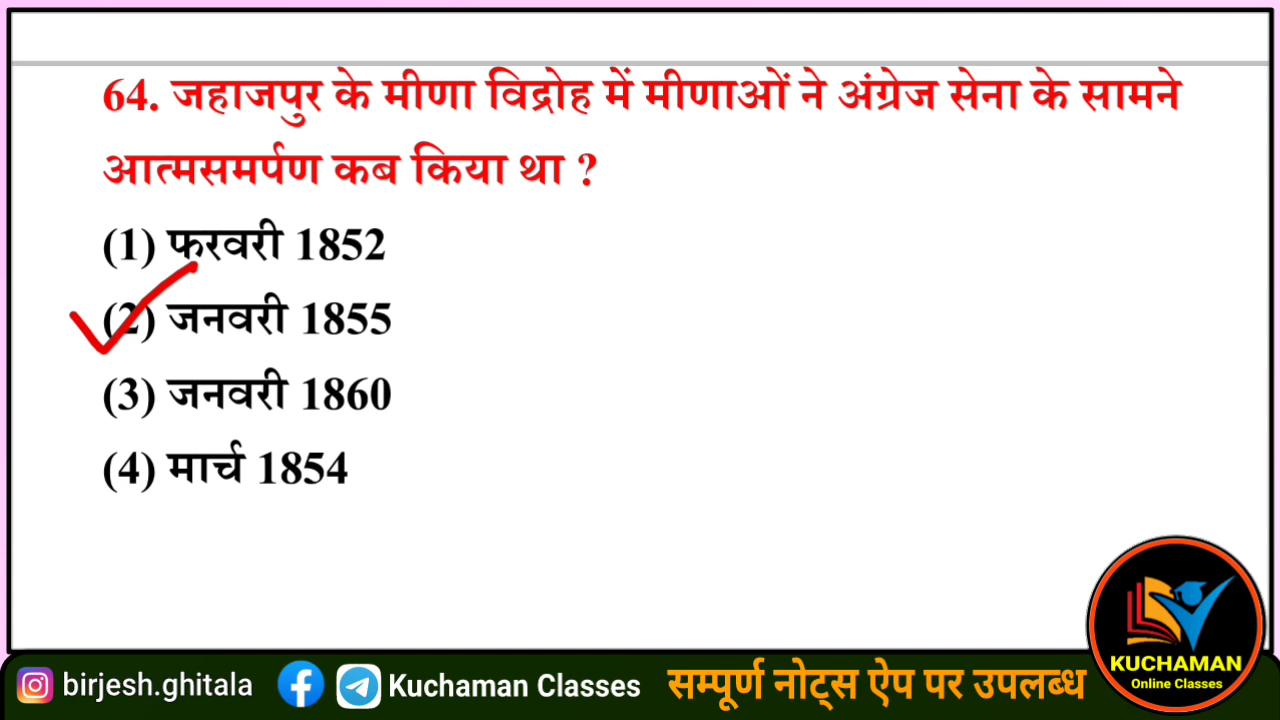 64. जहाजपुर के मीणा विद्रोह में मीणाओं ने अंग्रेज सेना के सामने
आत्मसमर्पण कब किया था ?
(1) फरवरी 1852
(2) जनवरी 1855
(3) जनवरी 1860
(4) मार्च 1854
KUCHAMAN
Online Classes
birjesh.ghitala
Kuchaman Classes
सम्पूर्ण नोट्स ऐप पर उपलब्ध